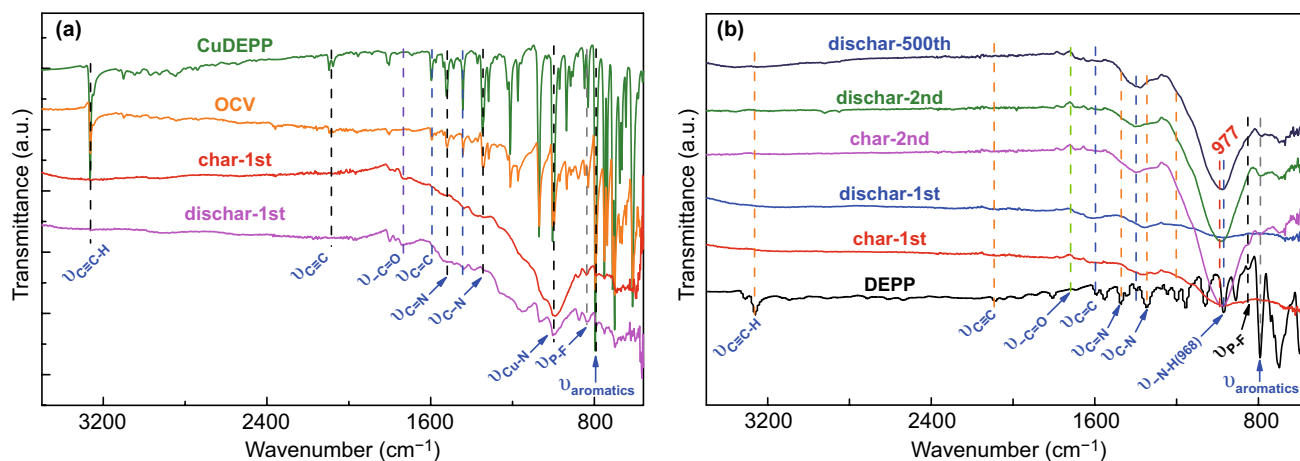 (a)
CuDEPP
OCV
char-1st
dischar-1st
υC≡C-H
υC≡C
υ-C=O
υC=C
υC=N
υC-N
υCu-N
υP-F
υaromatics
Transmittance (a.u.)
3200 2400 1600 800
Wavenumber (cm⁻¹)
(b)
dischar-500th
dischar-2nd
char-2nd
dischar-1st
char-1st
DEPP
977
υC≡C-H
υC≡C
υ-C=O
υC=C
υC=N
υC-N
υ-N-H(968)
υP-F
υaromatics
Transmittance (a.u.)
3200 2400 1600 800
Wavenumber (cm⁻¹)